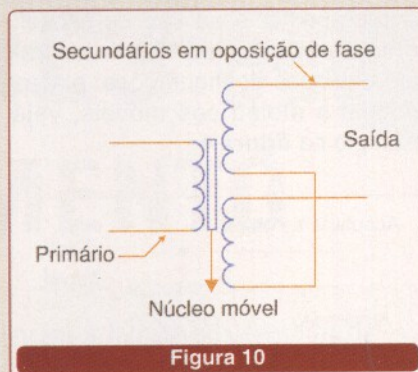 Secundários em oposição de fase
Saída
Primário
Núcleo móvel
Figura 10